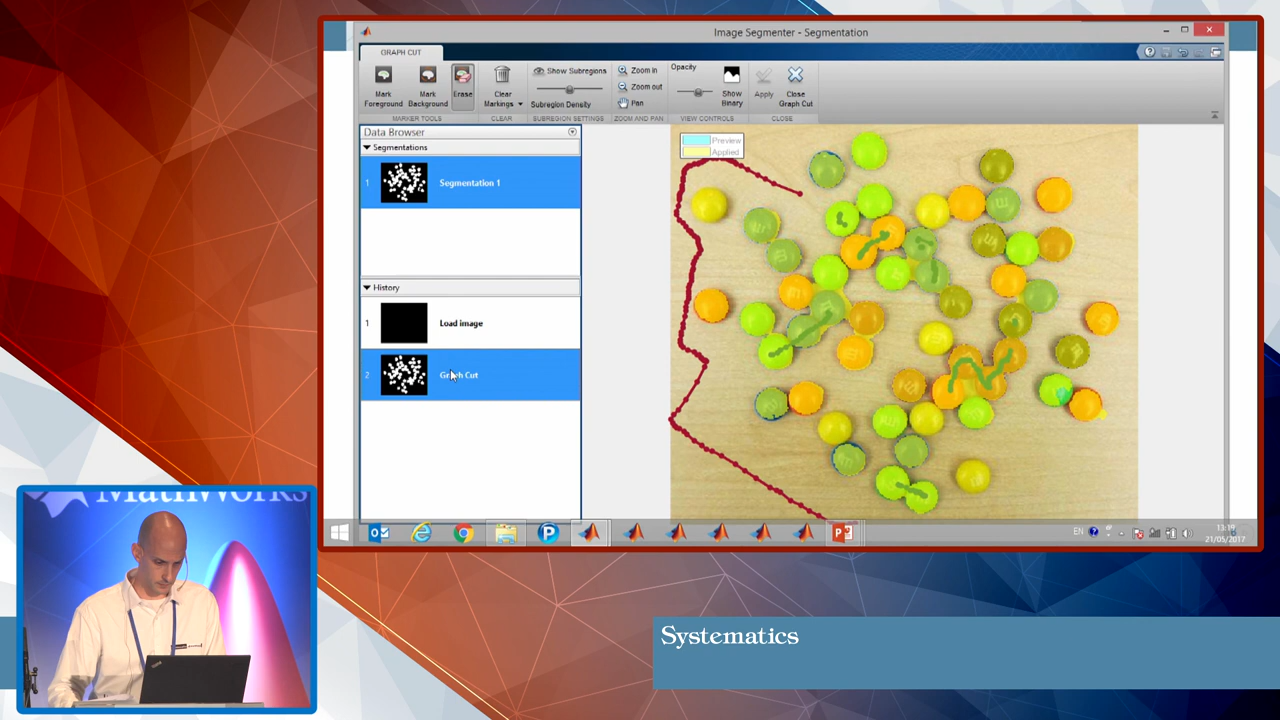 Image Segmenter - Segmentation
GRAPH CUT
Mark Foreground
Mark Background
Erase
Clear Markings
Show Subregions
Subregion Density
Zoom in
Zoom out
Pan
Opacity
Show Binary
Apply
Close Graph Cut
MARKER TOOLS
CLEAR
SUBREGION SETTINGS
ZOOM AND PAN
VIEW CONTROLS
CLOSE
Data Browser
Segmentations
1
Segmentation 1
History
1
Load image
2
Graph Cut
Preview
Applied
EN
13:19
21/05/2017
MathWorks
Systematics